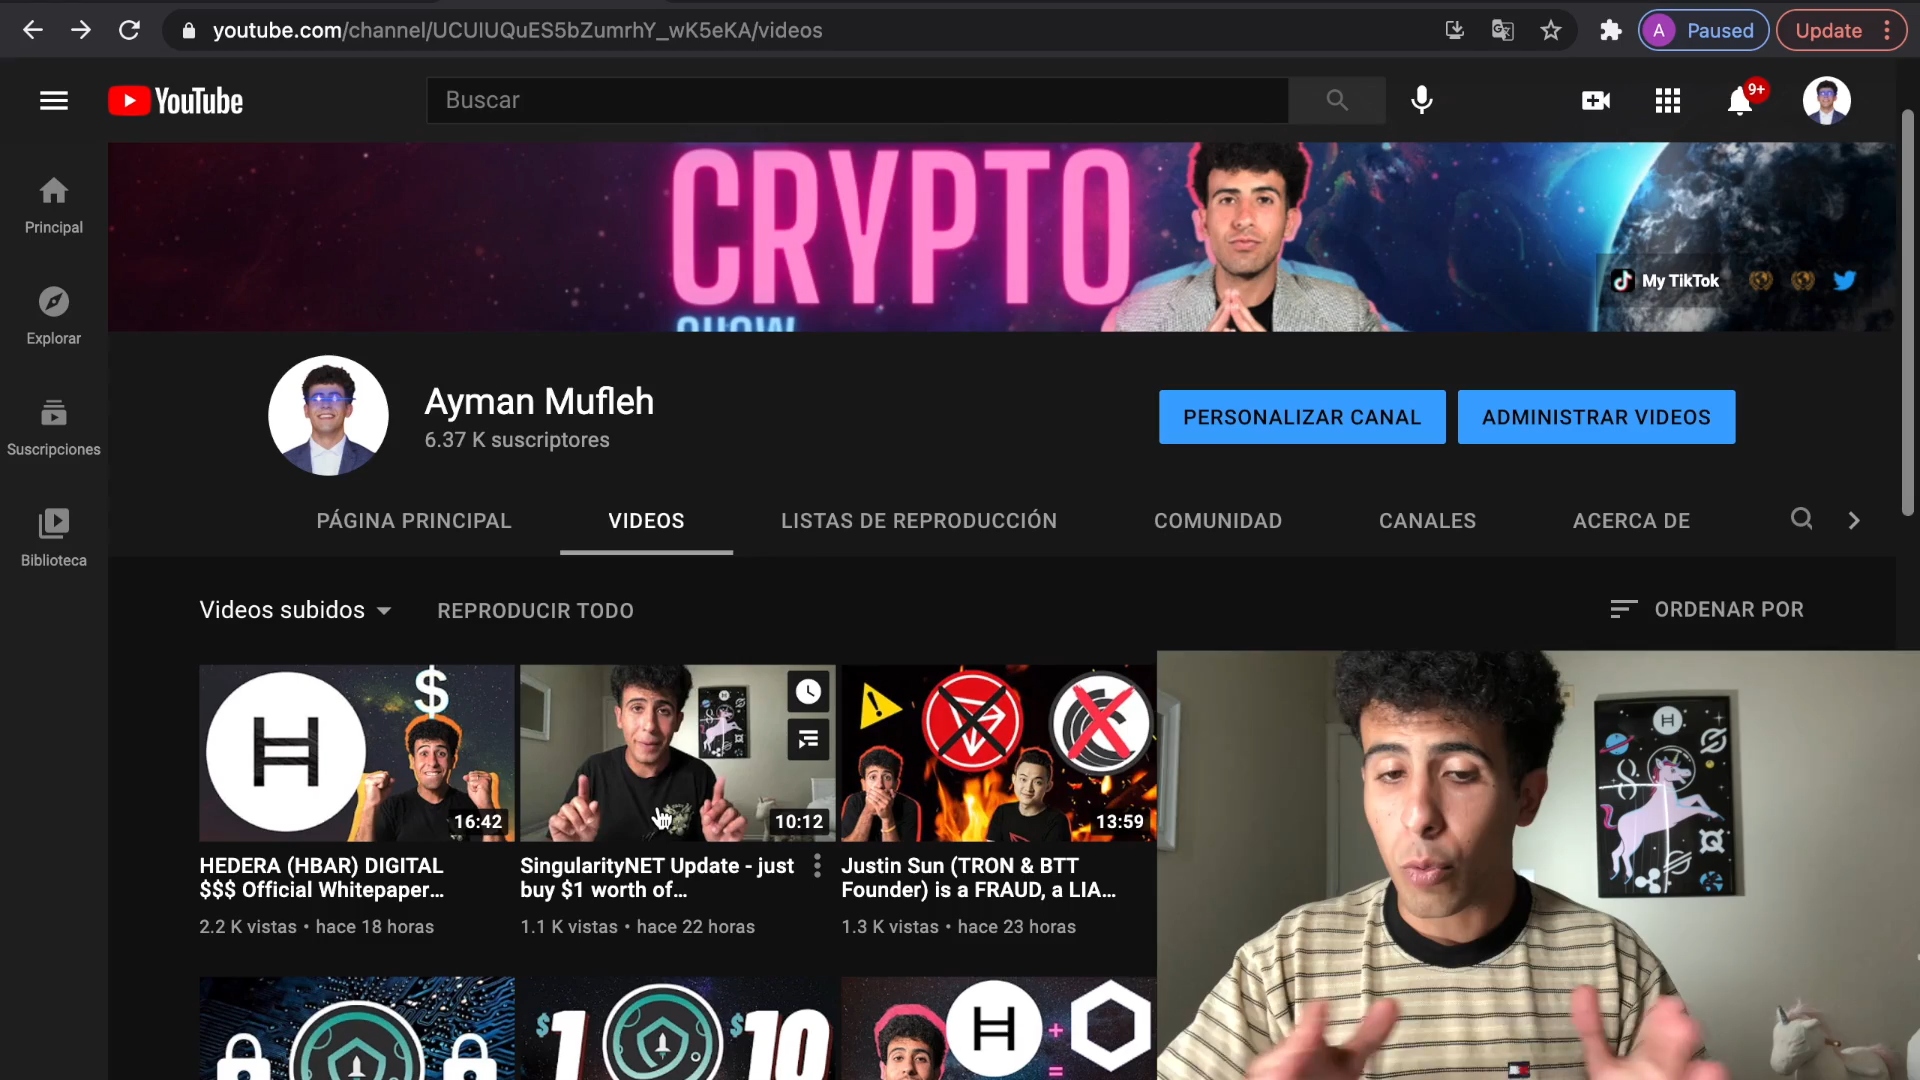 youtube.com/channel/UCUIUQuES5bZumrhY_wK5eKA/videos
A Paused
Update
YouTube
Buscar
9+
CRYPTO
SHOW
My TikTok
Principal
Explorar
Suscripciones
Biblioteca
Ayman Mufleh
6.37 K suscriptores
PERSONALIZAR CANAL
ADMINISTRAR VIDEOS
PÁGINA PRINCIPAL
VIDEOS
LISTAS DE REPRODUCCIÓN
COMUNIDAD
CANALES
ACERCA DE
Videos subidos
REPRODUCIR TODO
ORDENAR POR
$
16:42
10:12
13:59
HEDERA (HBAR) DIGITAL
$$$ Official Whitepaper...
2.2 K vistas • hace 18 horas
SingularityNET Update - just
buy $1 worth of...
1.1 K vistas • hace 22 horas
Justin Sun (TRON & BTT
Founder) is a FRAUD, a LIA...
1.3 K vistas • hace 23 horas
$1
$10
H + 
=